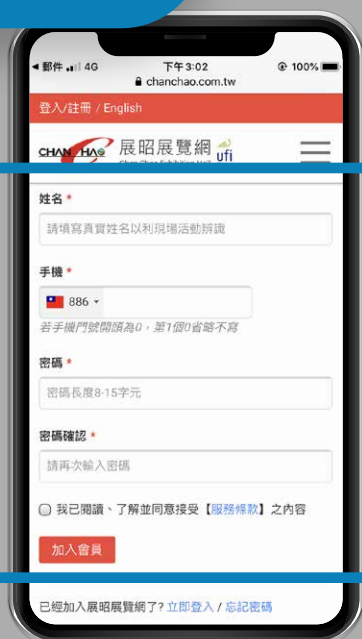 郵件 4G 下午3:02 100%
chanchao.com.tw
登入/註冊 / English
CHAN CHAO 展昭展覽網 ufi
姓名 *
請填寫真實姓名以利現場活動辨識
手機 *
886
若手機門號開頭為0，第1個0省略不寫
密碼 *
密碼長度8-15字元
密碼確認 *
請再次輸入密碼
我已閱讀、了解並同意接受【服務條款】之內容
加入會員
已經加入展昭展覽網了? 立即登入 / 忘記密碼